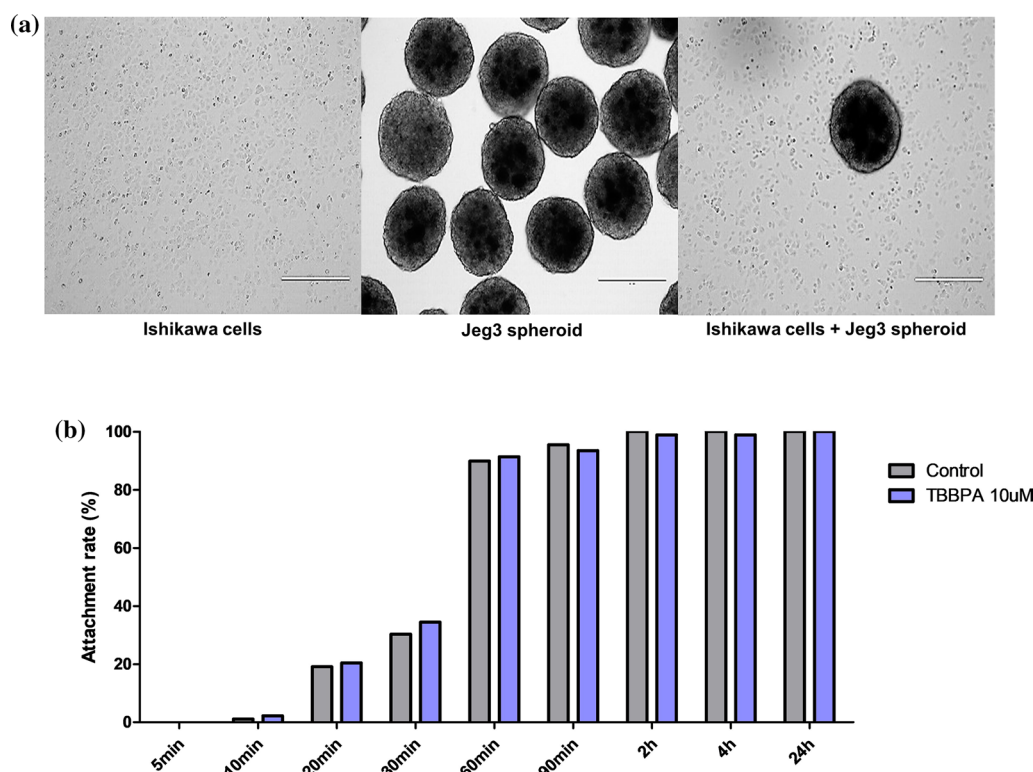 (a)
Ishikawa cells
Jeg3 spheroid
Ishikawa cells + Jeg3 spheroid
(b)
Attachment rate (%)
100
80
60
40
20
0
5min
10min
20min
30min
60min
90min
2h
4h
24h
Control
TBBPA 10uM